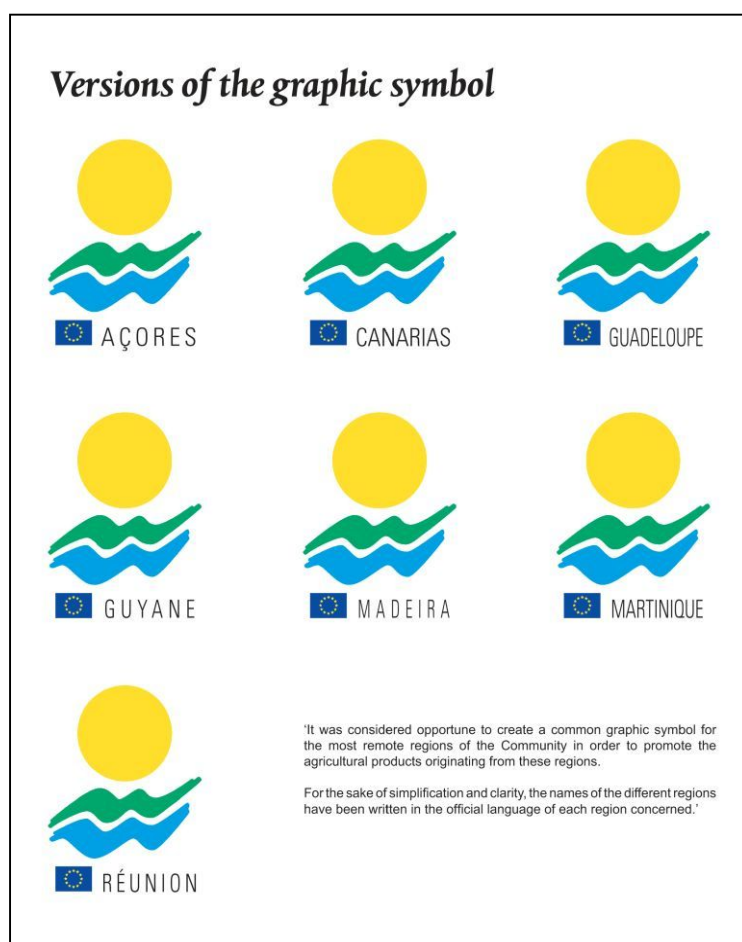 Versions of the graphic symbol
AÇORES
CANARIAS
GUADELOUPE
GUYANE
MADEIRA
MARTINIQUE
RÉUNION
'It was considered opportune to create a common graphic symbol for
the most remote regions of the Community in order to promote the
agricultural products originating from these regions.
For the sake of simplification and clarity, the names of the different regions
have been written in the official language of each region concerned.'